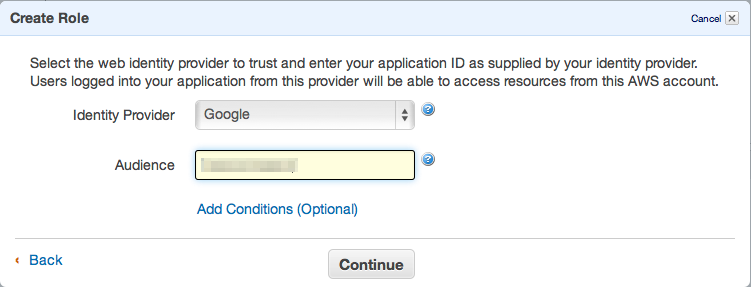 Create Role
Cancel
Select the web identity provider to trust and enter your application ID as supplied by your identity provider.
Users logged into your application from this provider will be able to access resources from this AWS account.
Identity Provider
Google
Audience
Add Conditions (Optional)
‹ Back
Continue